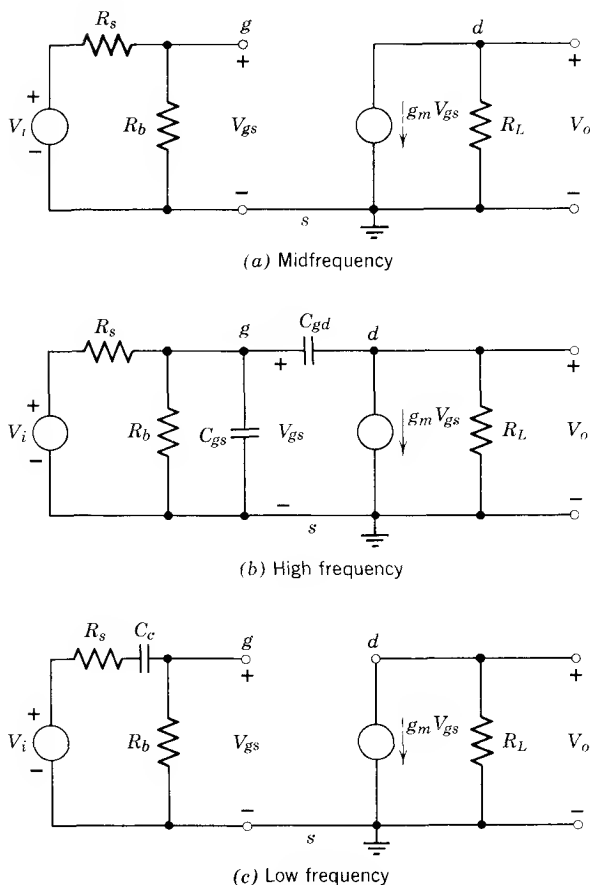 R_s g d
+ +
+ V_i − R_b V_gs g_m V_gs R_L V_o
− −
s
(a) Midfrequency
C_gd
R_s g d
+ +
+ V_i − R_b C_gs V_gs g_m V_gs R_L V_o
− −
s
(b) High frequency
R_s C_c g d
+ +
+ V_i − R_b V_gs g_m V_gs R_L V_o
− −
s
(c) Low frequency